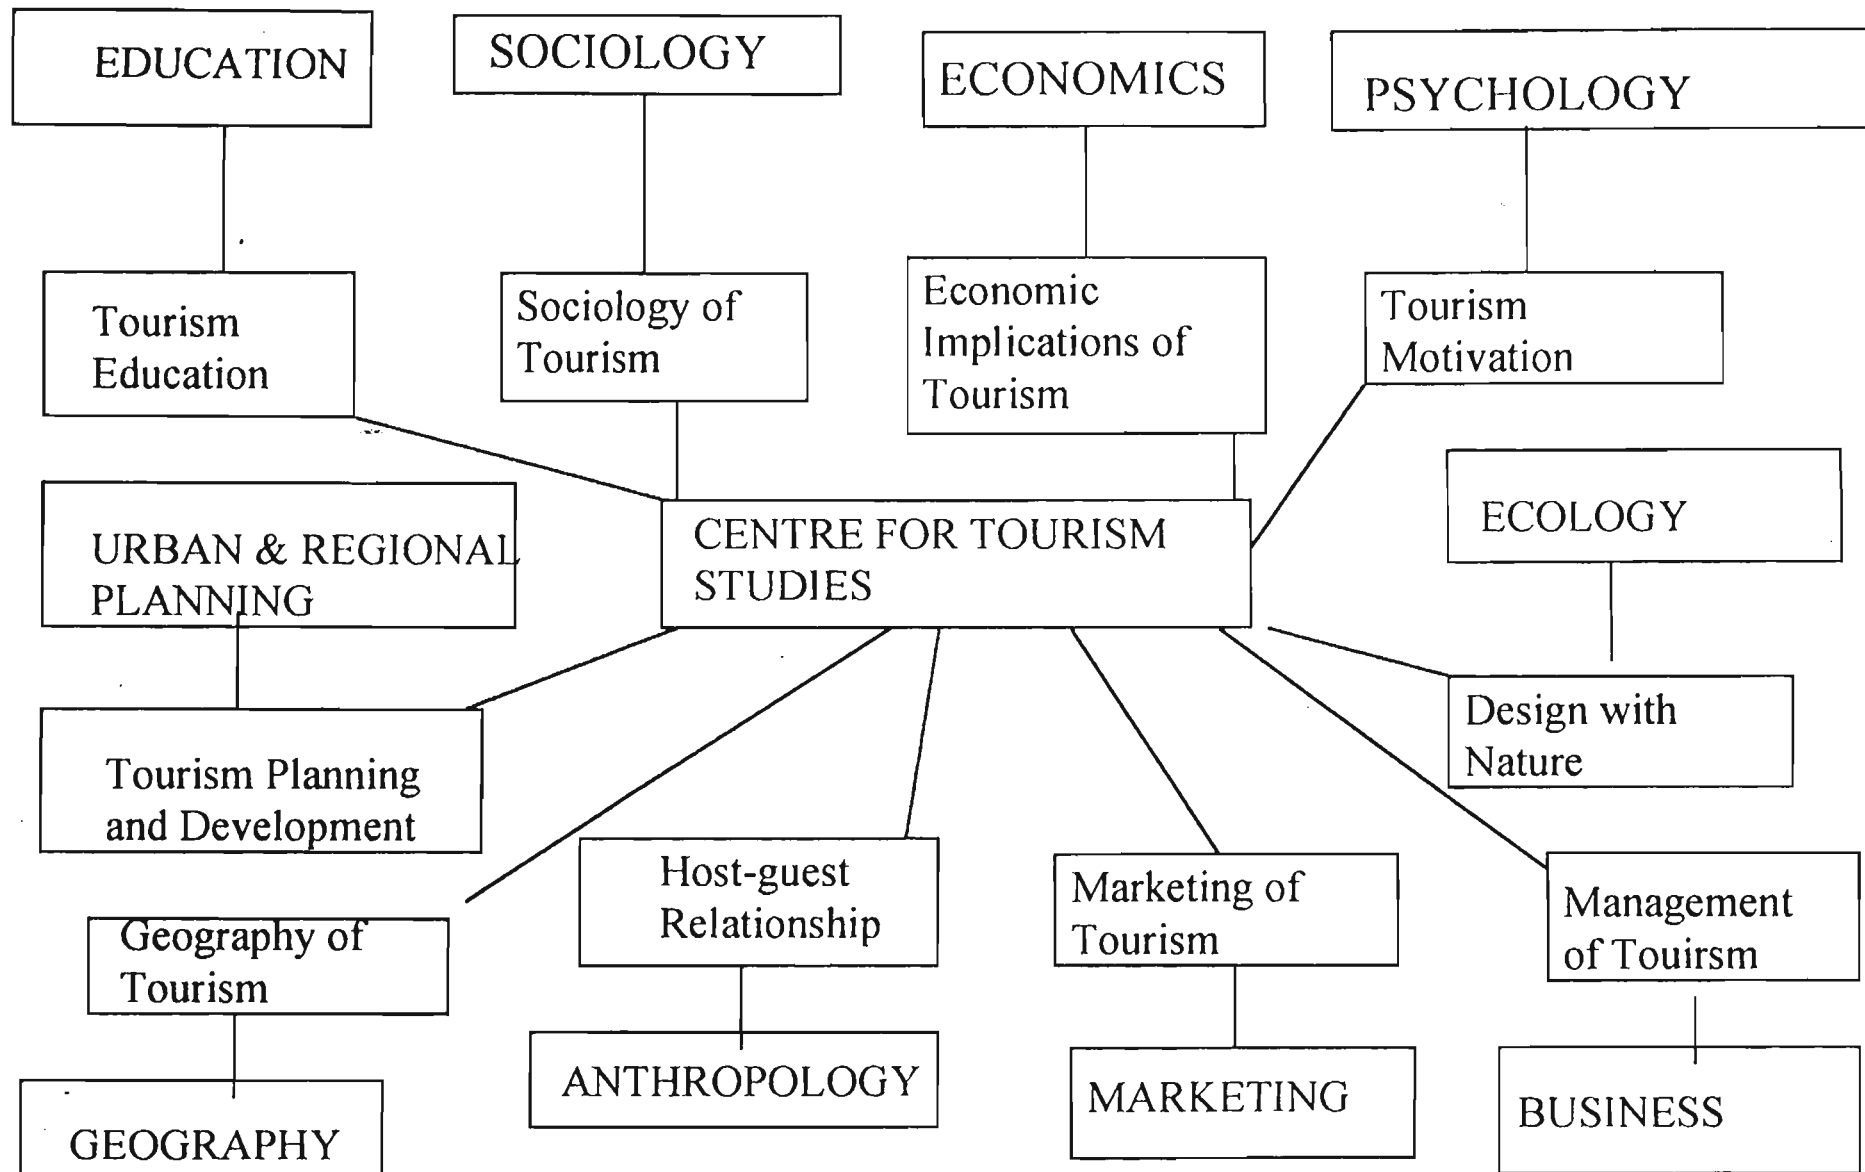 EDUCATION
SOCIOLOGY
ECONOMICS
PSYCHOLOGY
Tourism
Education
Sociology of
Tourism
Economic
Implications of
Tourism
Tourism
Motivation
URBAN & REGIONAL
PLANNING
CENTRE FOR TOURISM
STUDIES
ECOLOGY
Tourism Planning
and Development
Design with
Nature
Geography of
Tourism
Host-guest
Relationship
Marketing of
Tourism
Management
of Touirsm
GEOGRAPHY
ANTHROPOLOGY
MARKETING
BUSINESS